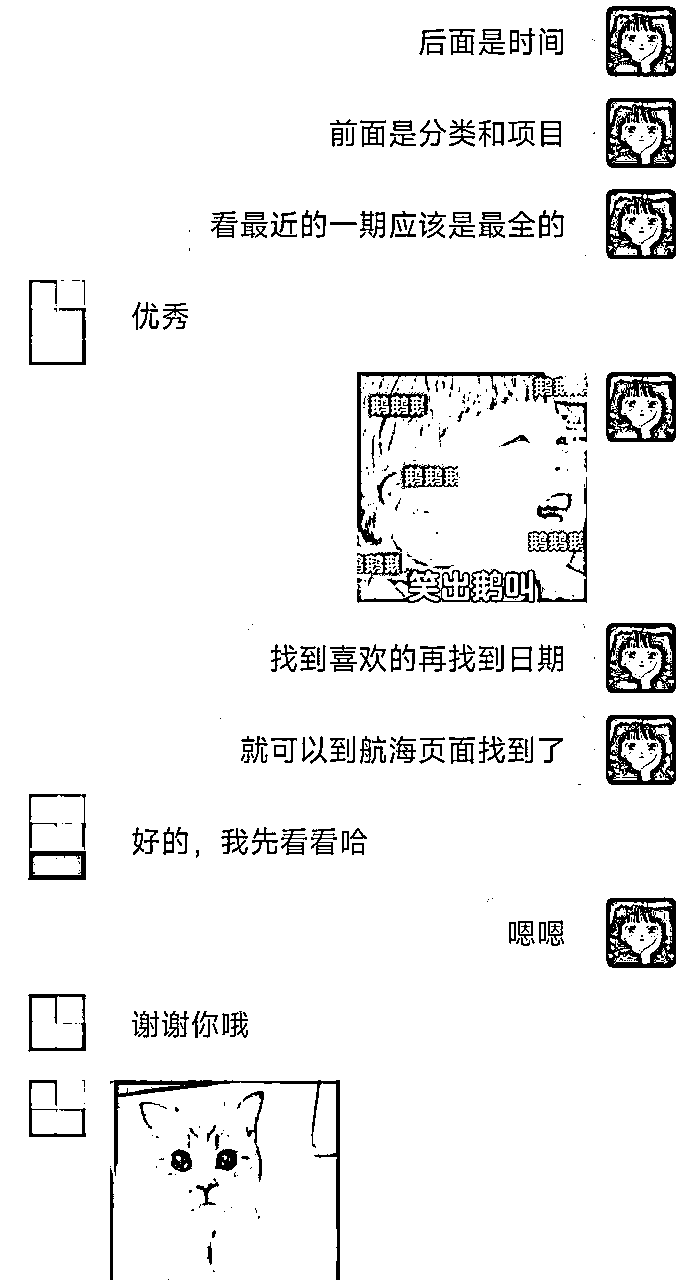 后面是时间
前面是分类和项目
看最近的一期应该是最全的
优秀
鹅鹅鹅
鹅鹅鹅
鹅鹅鹅
鹅鹅鹅
鹅鹅鹅
笑出鹅叫
找到喜欢的再找到日期
就可以到航海页面找到了
好的，我先看看哈
嗯嗯
谢谢你哦